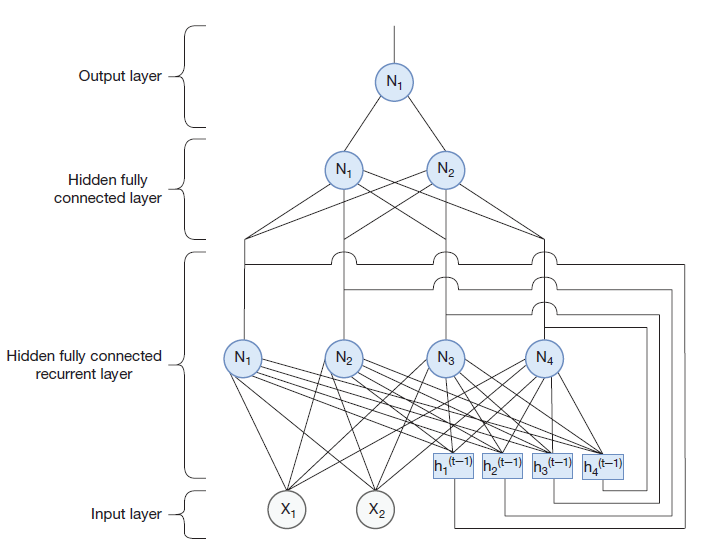 Output layer
N₁
Hidden fully
connected layer
N₁
N₂
Hidden fully connected
recurrent layer
N₁
N₂
N₃
N₄
h₁⁽ᵗ⁻¹⁾
h₂⁽ᵗ⁻¹⁾
h₃⁽ᵗ⁻¹⁾
h₄⁽ᵗ⁻¹⁾
Input layer
X₁
X₂